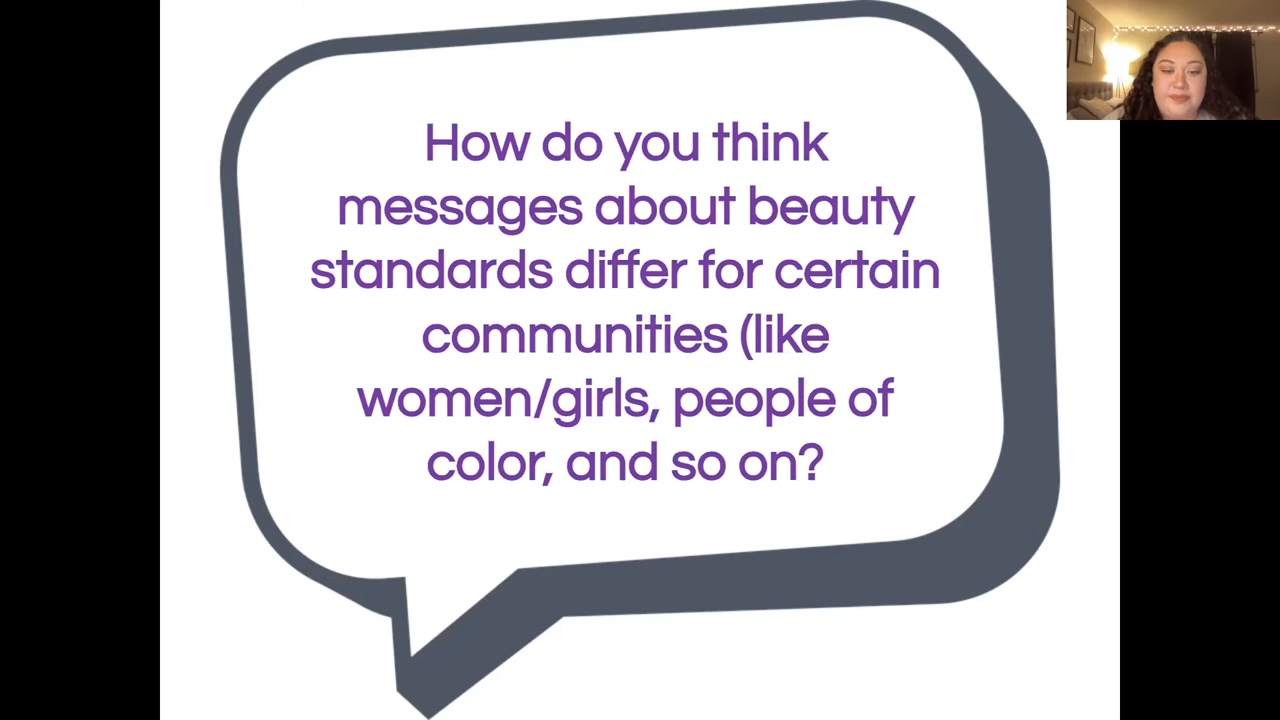 How do you think
messages about beauty
standards differ for certain
communities (like
women/girls, people of
color, and so on?